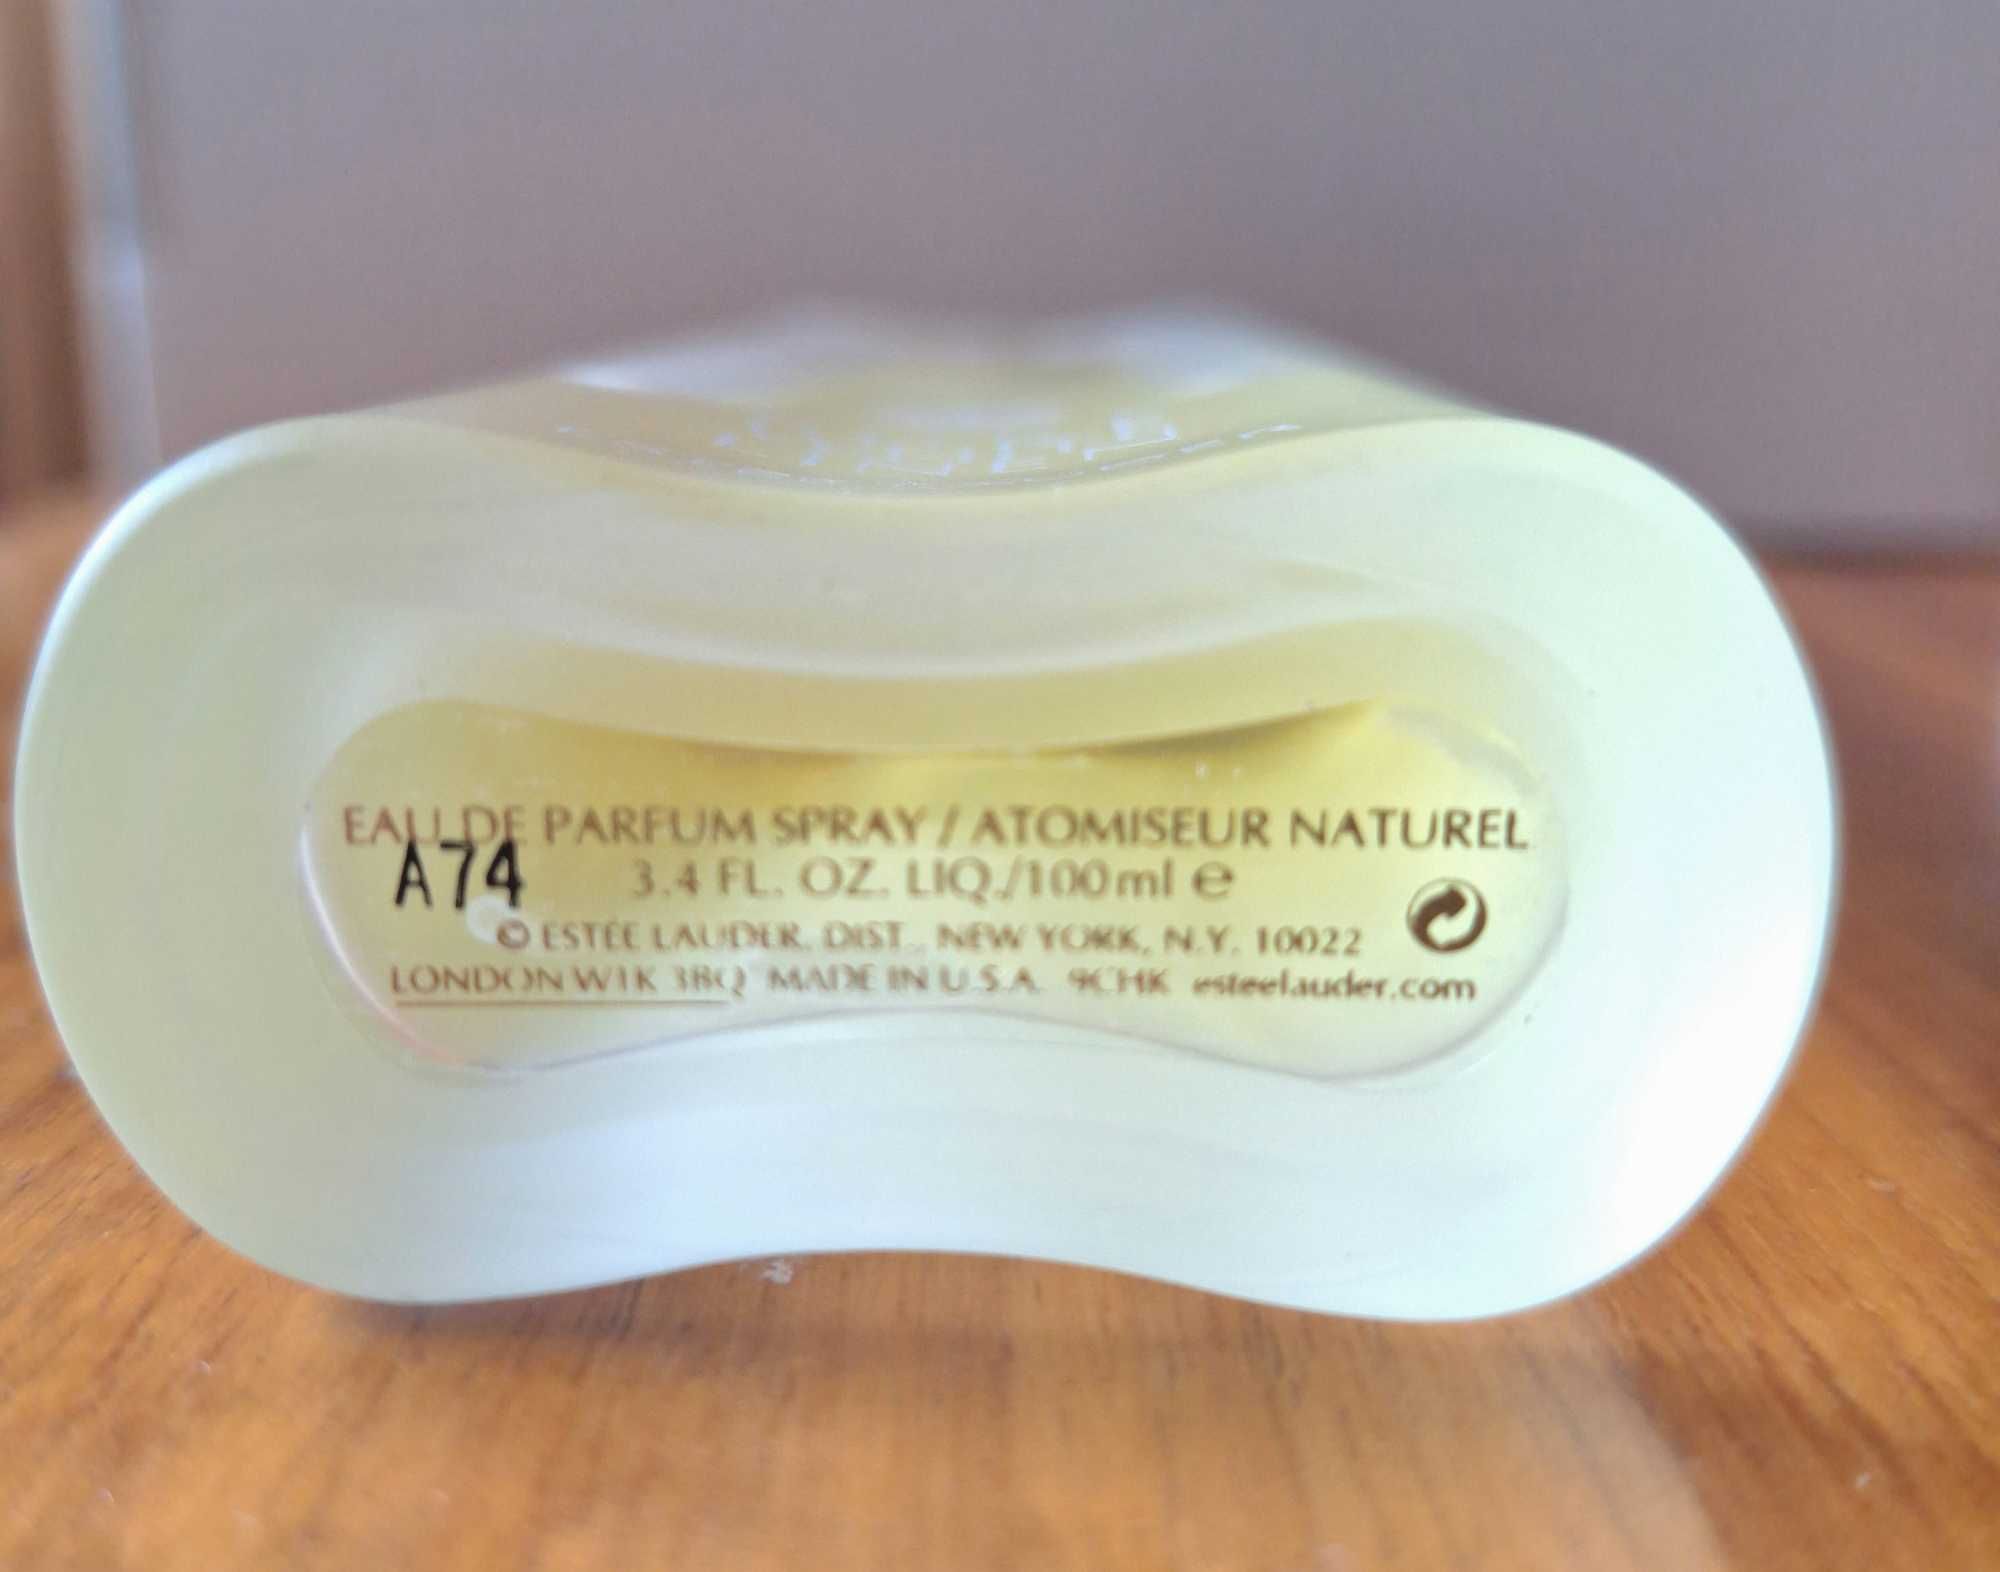 EAU DE PARFUM SPRAY / ATOMISEUR NATUREL
A74
3.4 FL. OZ. LIQ./100ml ℮
© ESTÉE LAUDER, DIST., NEW YORK, N.Y. 10022
LONDON W1K 3BQ MADE IN U.S.A. 9CHK esteelauder.com